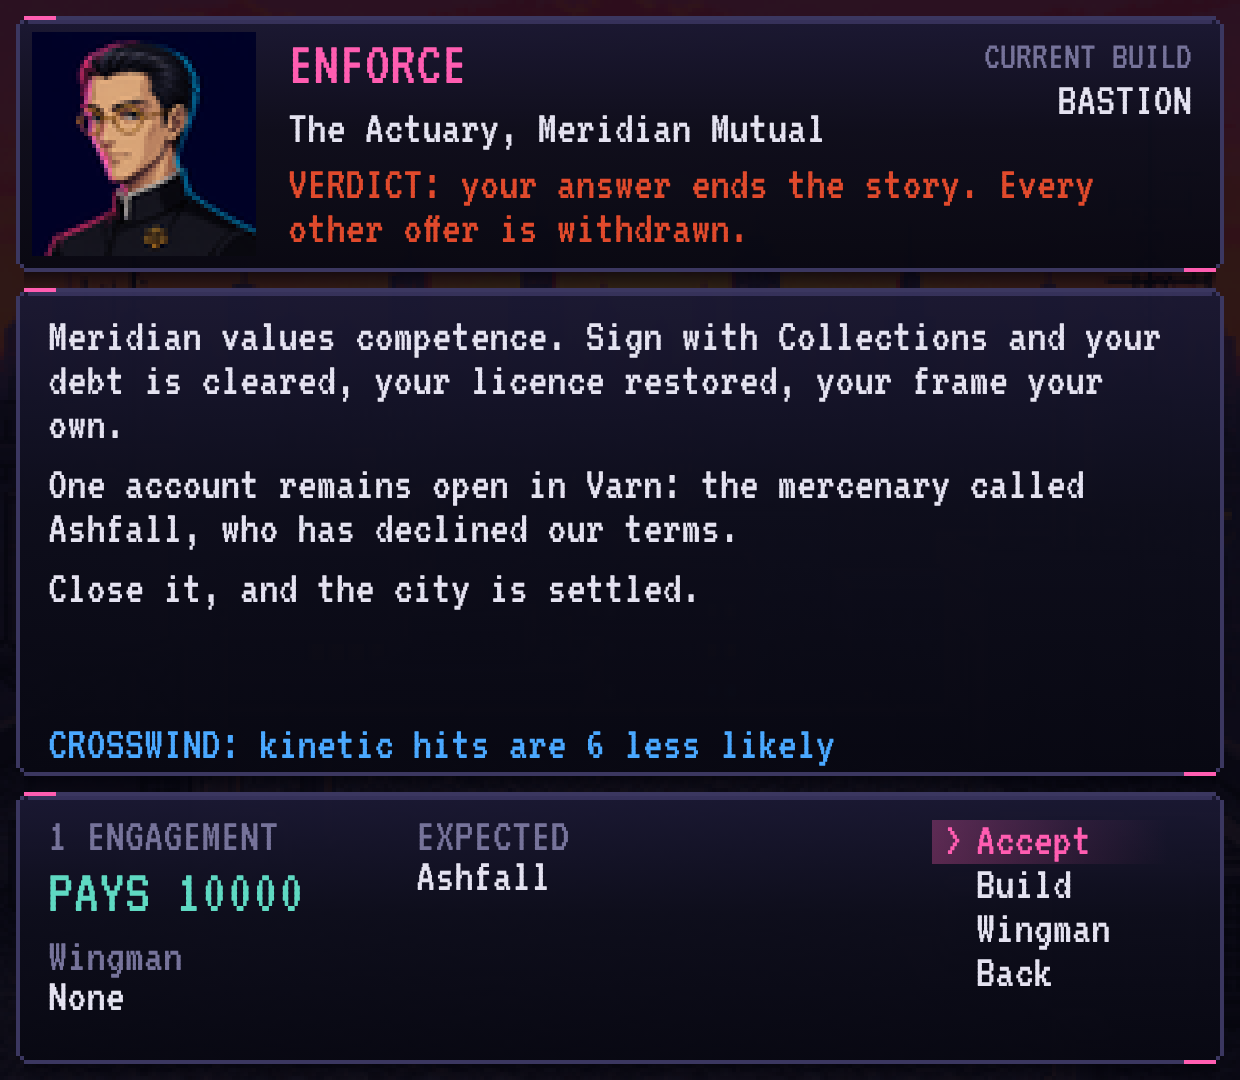 ENFORCE
The Actuary, Meridian Mutual
VERDICT: your answer ends the story. Every
other offer is withdrawn.
CURRENT BUILD
BASTION
Meridian values competence. Sign with Collections and your
debt is cleared, your licence restored, your frame your
own.
One account remains open in Varn: the mercenary called
Ashfall, who has declined our terms.
Close it, and the city is settled.
CROSSWIND: kinetic hits are 6 less likely
1 ENGAGEMENT
PAYS 10000
Wingman
None
EXPECTED
Ashfall
> Accept
Build
Wingman
Back